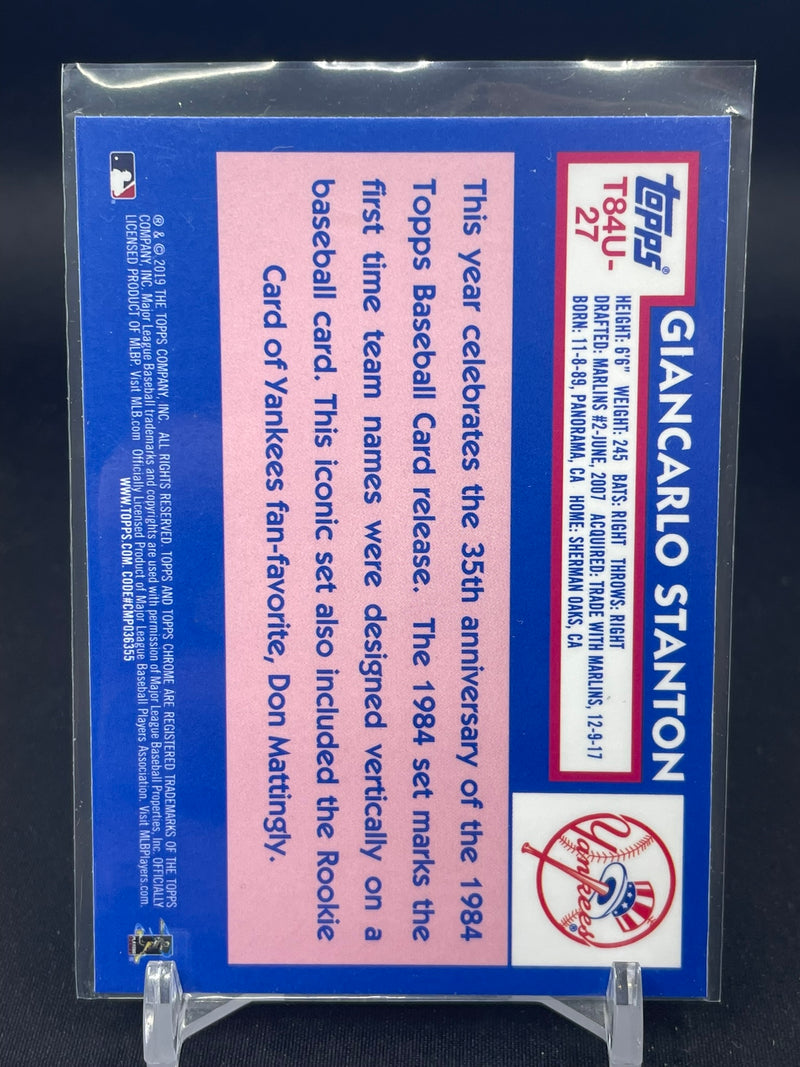 topps®
T84U-
27
GIANCARLO STANTON
HEIGHT: 6'6" WEIGHT: 245 BATS: RIGHT THROWS: RIGHT
DRAFTED: MARLINS #2-JUNE, 2007 ACQUIRED: TRADE WITH MARLINS, 12-9-17
BORN: 11-8-89, PANORAMA, CA HOME: SHERMAN OAKS, CA
Yankees®
This year celebrates the 35th anniversary of the 1984
Topps Baseball Card release. The 1984 set marks the
first time team names were designed vertically on a
baseball card. This iconic set also included the Rookie
Card of Yankees fan-favorite, Don Mattingly.
® & © 2019 THE TOPPS COMPANY, INC. ALL RIGHTS RESERVED. TOPPS AND TOPPS CHROME ARE REGISTERED TRADEMARKS OF THE TOPPS
COMPANY, INC. Major League Baseball trademarks and copyrights are used with permission of Major League Baseball Properties, Inc. OFFICIALLY
LICENSED PRODUCT OF MLBP. Visit MLB.com Officially Licensed Product of Major League Baseball Players Association. Visit MLBPlayers.com.
WWW.TOPPS.COM. CODE#CMP036355